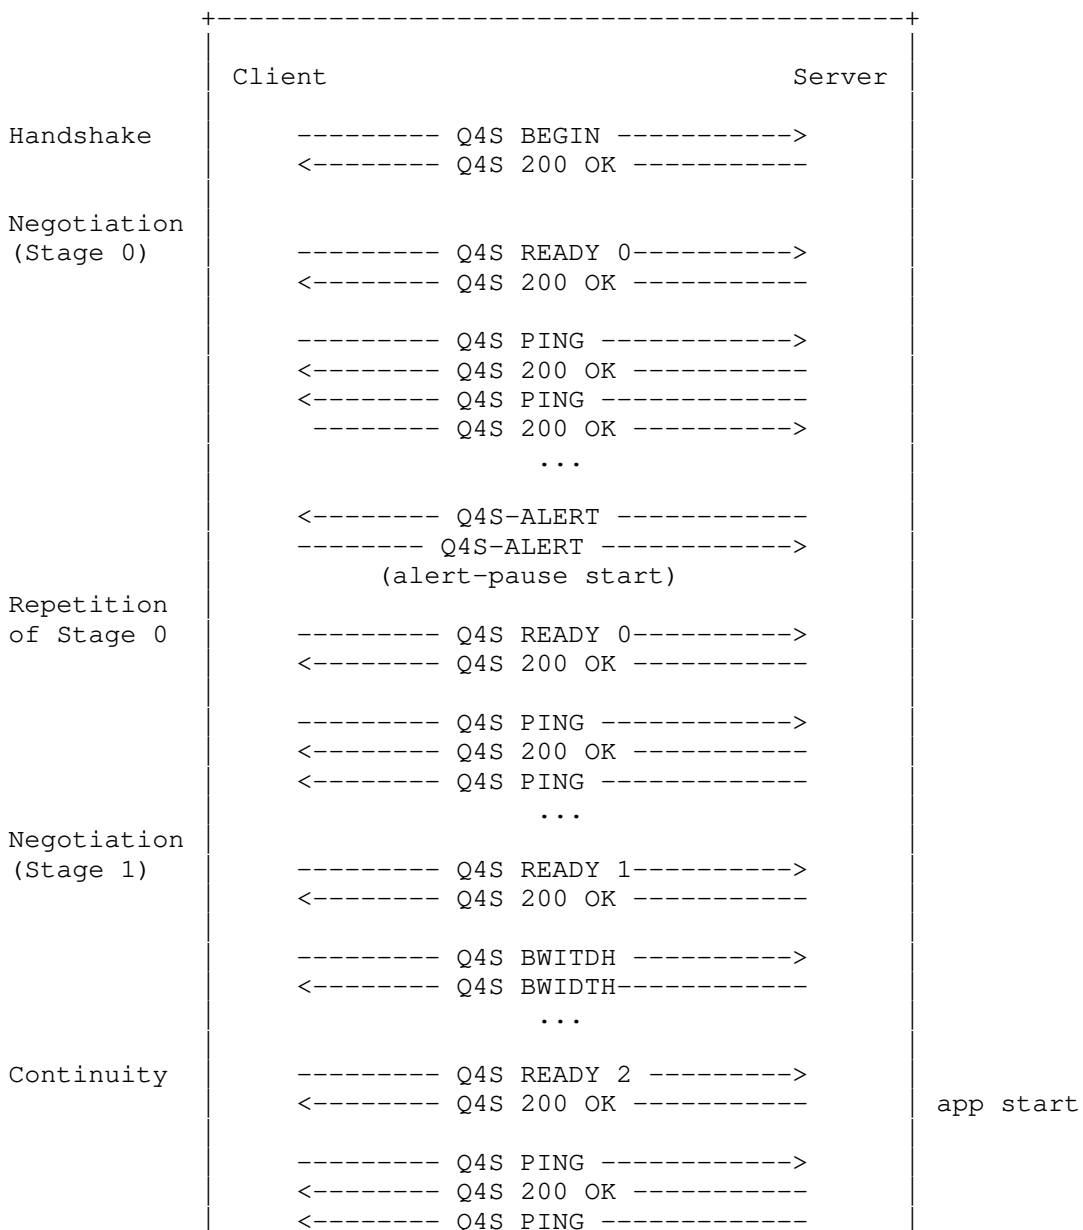 +-------------------------------------------+
Client Server
Handshake --------- Q4S BEGIN ----------->
<-------- Q4S 200 OK -----------
Negotiation
(Stage 0) --------- Q4S READY 0---------->
<-------- Q4S 200 OK -----------
--------- Q4S PING ------------>
<-------- Q4S 200 OK -----------
<-------- Q4S PING -------------
-------- Q4S 200 OK ----------->
...
<-------- Q4S-ALERT ------------
-------- Q4S-ALERT ------------>
(alert-pause start)
Repetition
of Stage 0 --------- Q4S READY 0---------->
<-------- Q4S 200 OK -----------
--------- Q4S PING ------------>
<-------- Q4S 200 OK -----------
<-------- Q4S PING -------------
...
Negotiation
(Stage 1) --------- Q4S READY 1---------->
<-------- Q4S 200 OK -----------
--------- Q4S BWITDH ---------->
<-------- Q4S BWIDTH------------
...
Continuity --------- Q4S READY 2 --------->
<-------- Q4S 200 OK ----------- app start
--------- Q4S PING ------------>
<-------- Q4S 200 OK -----------
<-------- Q4S PING -------------